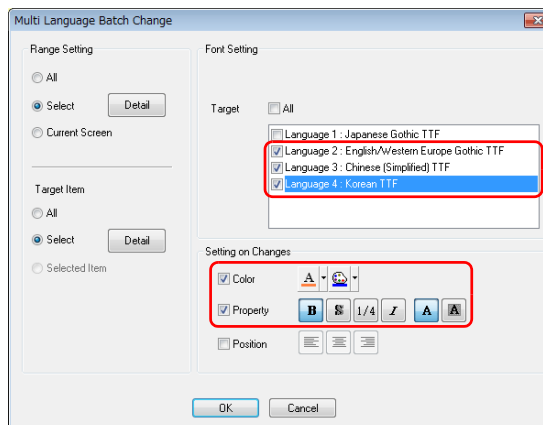 Multi Language Batch Change
Range Setting
All
Select
Detail
Current Screen
Target Item
All
Select
Detail
Selected Item
Font Setting
Target
All
Language 1 : Japanese Gothic TTF
Language 2 : English/Western Europe Gothic TTF
Language 3 : Chinese (Simplified) TTF
Language 4 : Korean TTF
Setting on Changes
Color A
Property B S 1/4 I A A
Position
OK Cancel